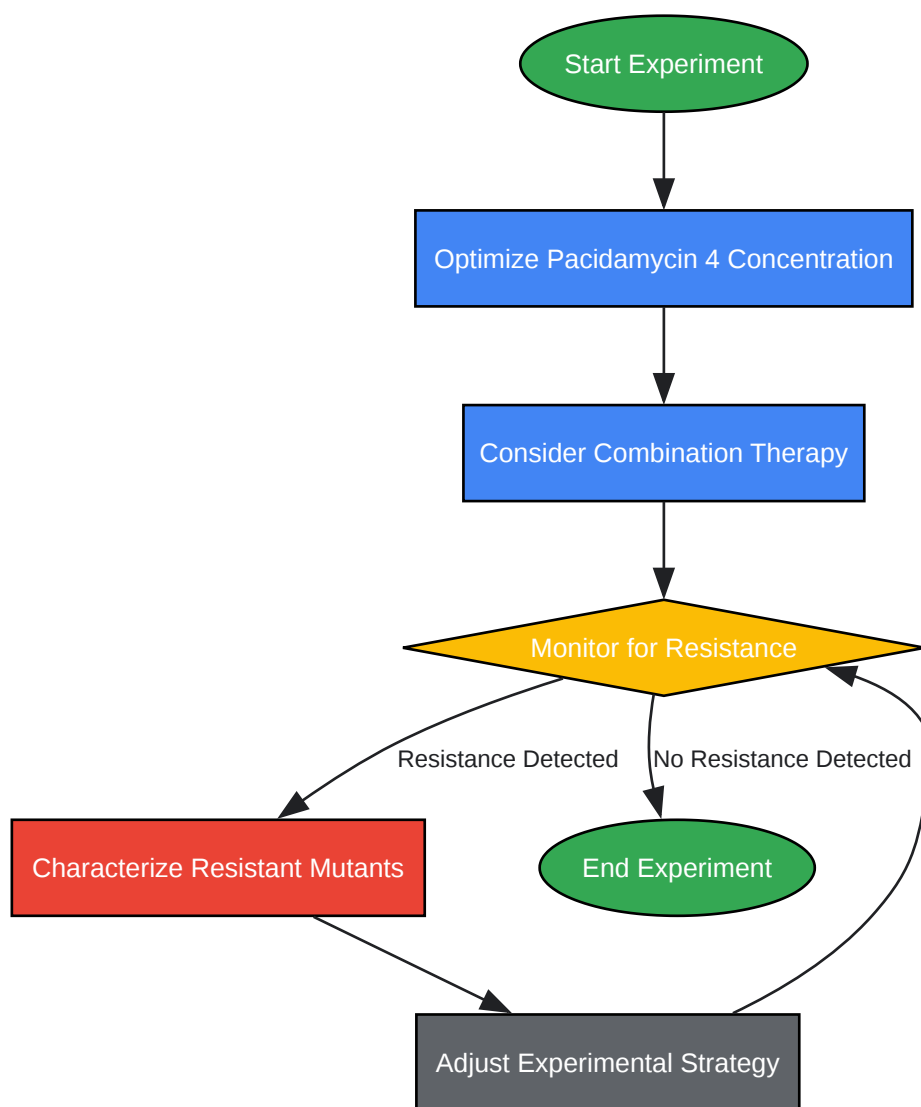 Start Experiment
Optimize Pacidamycin 4 Concentration
Consider Combination Therapy
Monitor for Resistance
Resistance Detected
No Resistance Detected
Characterize Resistant Mutants
End Experiment
Adjust Experimental Strategy